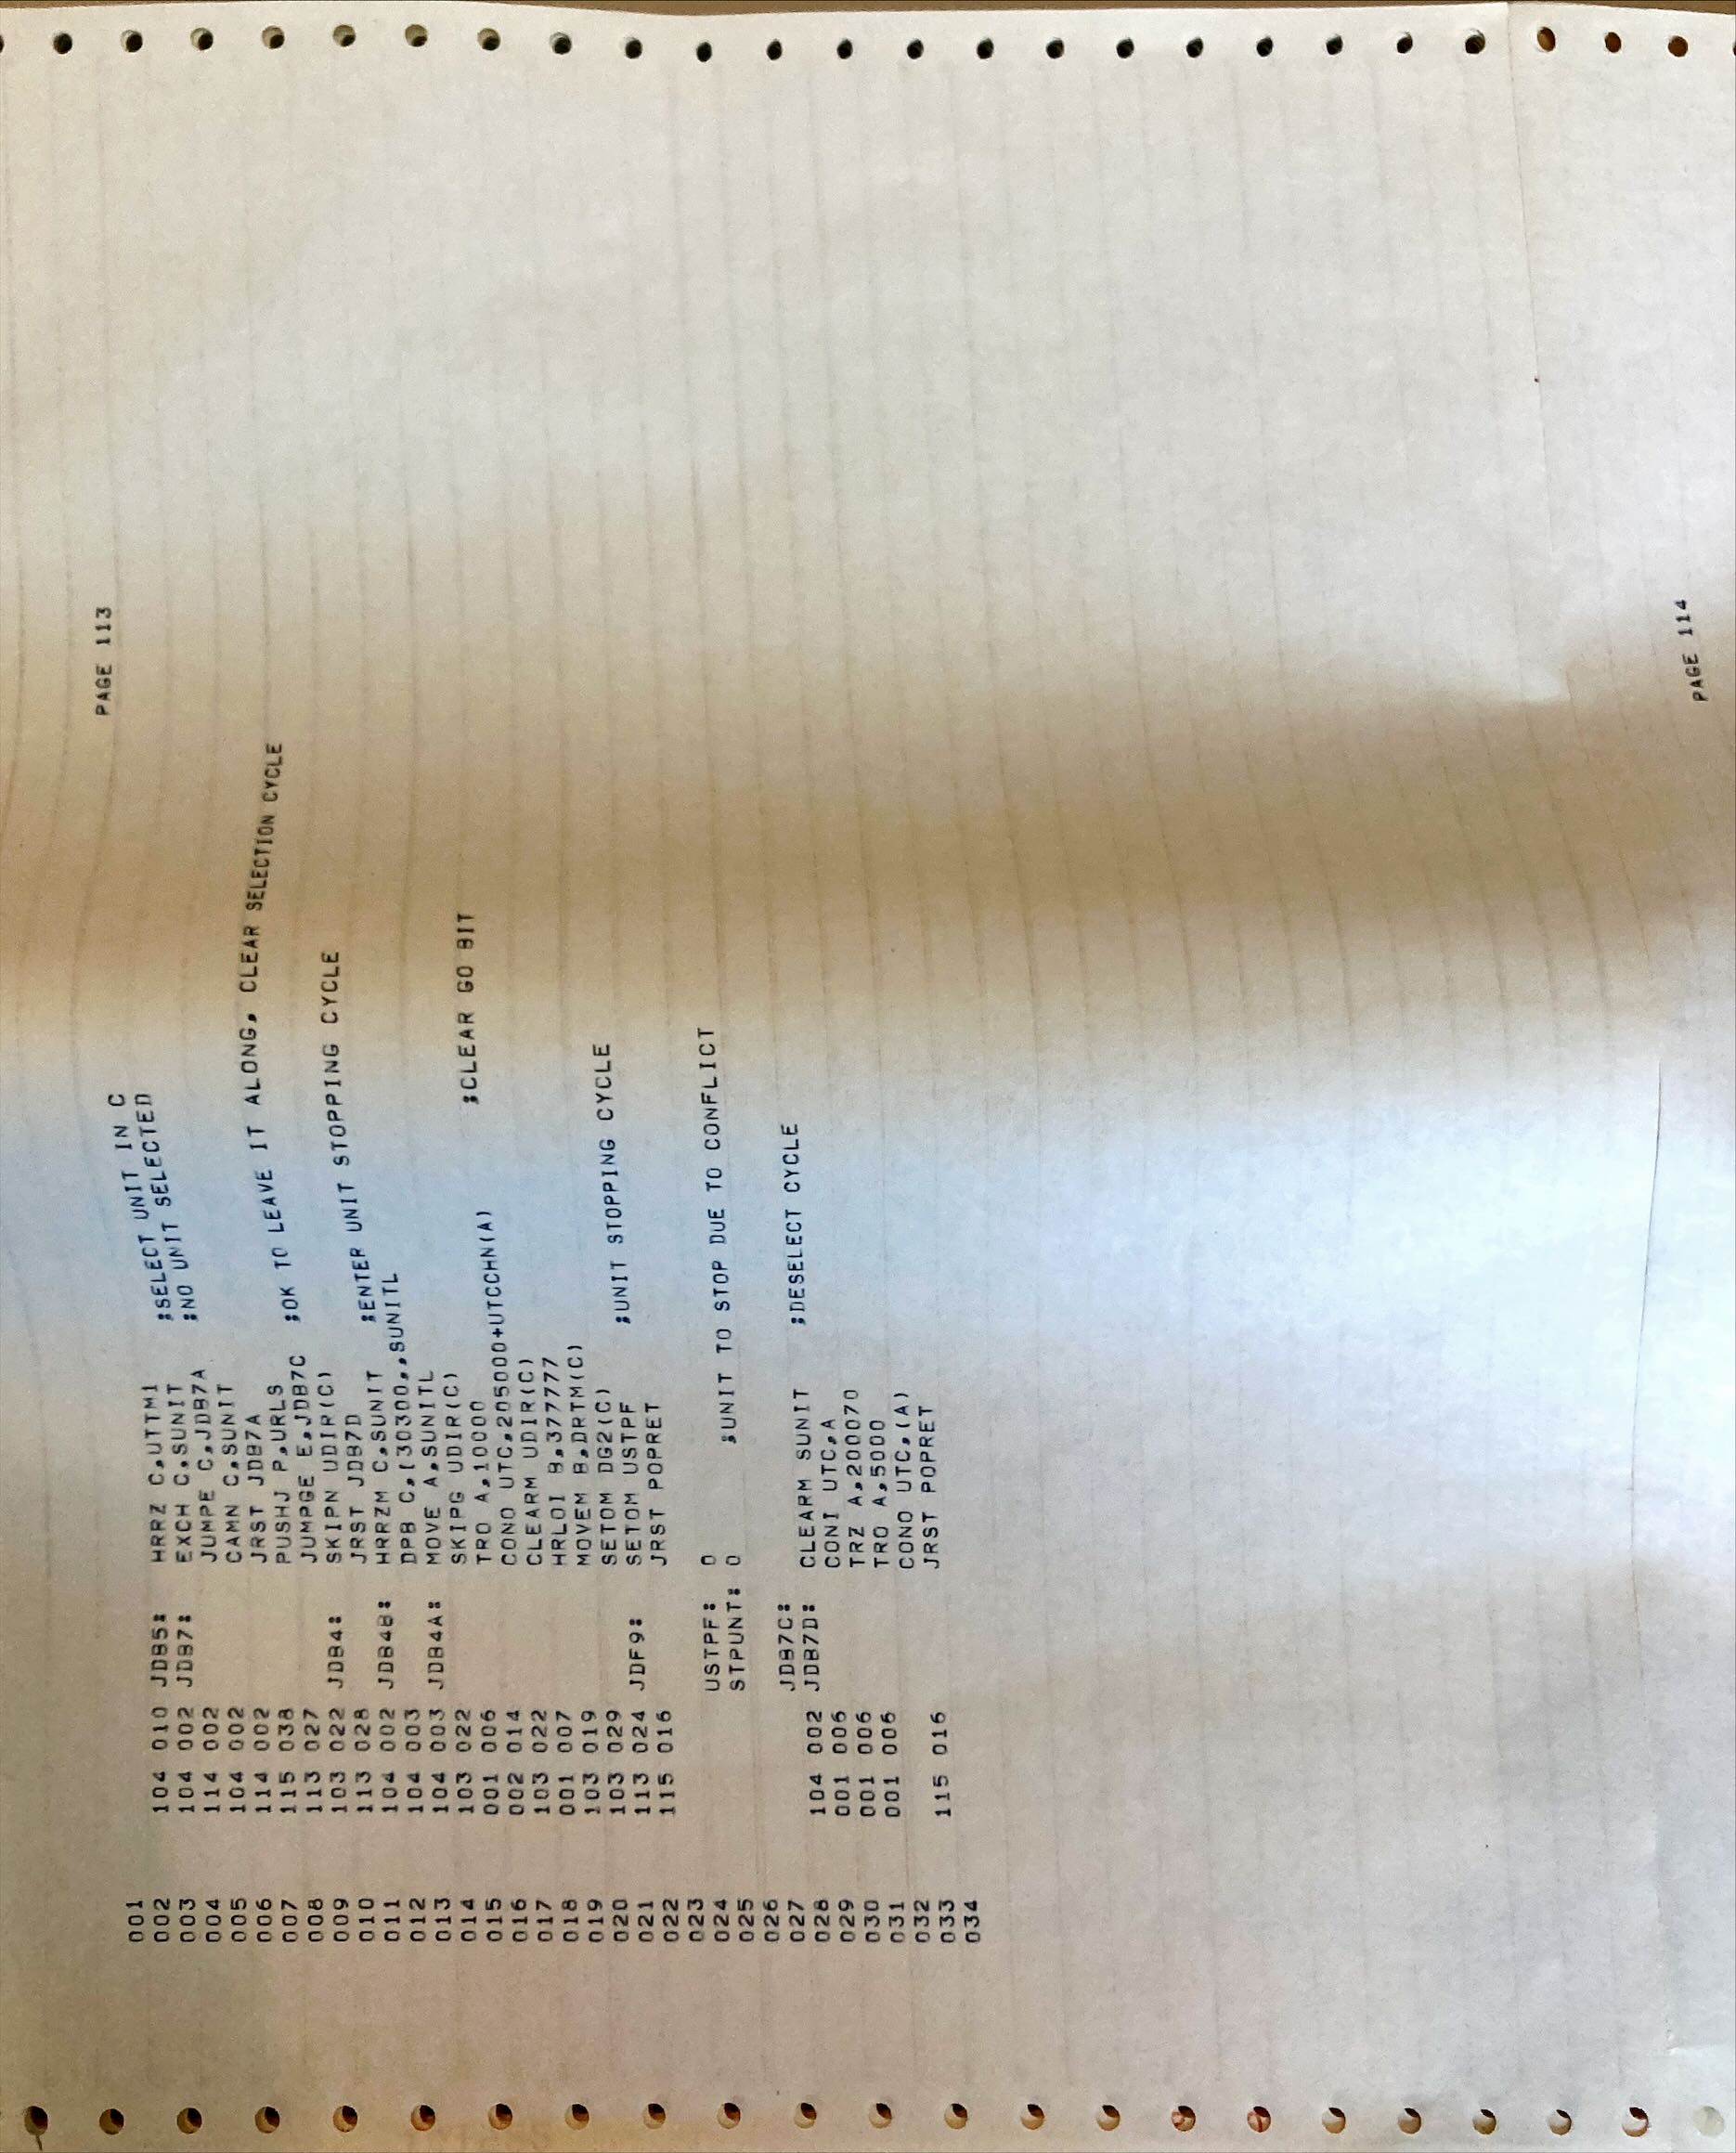 PAGE 113
001
002 104 010 JDB5: HRRZ C,UTTM1
003 104 002 JDB7: EXCH C,SUNIT ;SELECT UNIT IN C
004 114 002 JUMPE C,JDB7A ;NO UNIT SELECTED
005 104 002 CAMN C,SUNIT
006 114 002 JRST JDB7A
007 115 038 PUSHJ P,URLS
008 113 027 JUMPGE E,JDB7C ;OK TO LEAVE IT ALONG, CLEAR SELECTION CYCLE
009 103 022 JDB4: SKIPN UDIR(C)
010 113 028 JRST JDB7D
011 104 002 JDB4B: HRRZM C,SUNIT ;ENTER UNIT STOPPING CYCLE
012 104 003 DPB C,[30300,,SUNITL
013 104 003 JDB4A: MOVE A,SUNITL
014 103 022 SKIPG UDIR(C)
015 001 006 TRO A,10000 ;CLEAR GO BIT
016 002 014 CONO UTC,205000+UTCCHN(A)
017 103 022 CLEARM UDIR(C)
018 001 007 HRLOI B,377777
019 103 019 MOVEM B,DRTM(C)
020 103 029 SETOM DG2(C)
021 113 024 JDF9: SETOM USTPF ;UNIT STOPPING CYCLE
022 115 016 JRST POPRET
023
024 USTPF: 0
025 STPUNT: 0 ;UNIT TO STOP DUE TO CONFLICT
026
027 JDB7C:
028 104 002 JDB7D: CLEARM SUNIT ;DESELECT CYCLE
029 001 006 CONI UTC,A
030 001 006 TRZ A,200070
031 001 006 TRO A,5000
032 CONO UTC,(A)
033 115 016 JRST POPRET
034
PAGE 114